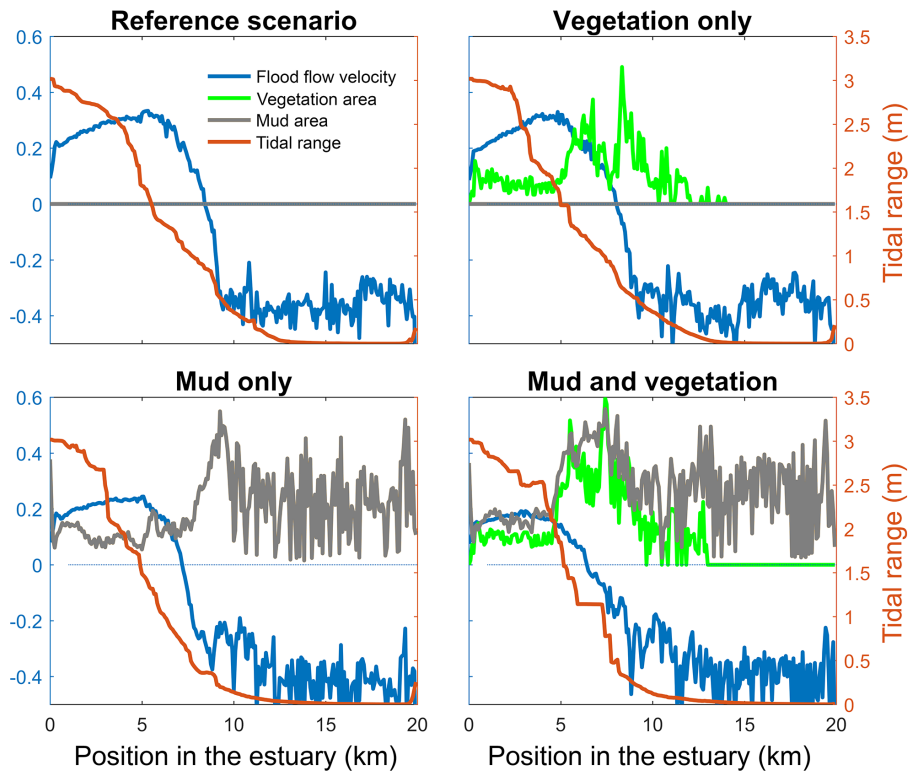 Reference scenario
Vegetation only
0.6
0.4
0.2
0
-0.2
-0.4
Flood flow velocity
Vegetation area
Mud area
Tidal range
3.5
3
2.5
2
1.5
1
0.5
0
Tidal range (m)
Mud only
Mud and vegetation
0.6
0.4
0.2
0
-0.2
-0.4
3.5
3
2.5
2
1.5
1
0.5
0
Tidal range (m)
0 5 10 15 20
0 5 10 15 20
Position in the estuary (km)
Position in the estuary (km)